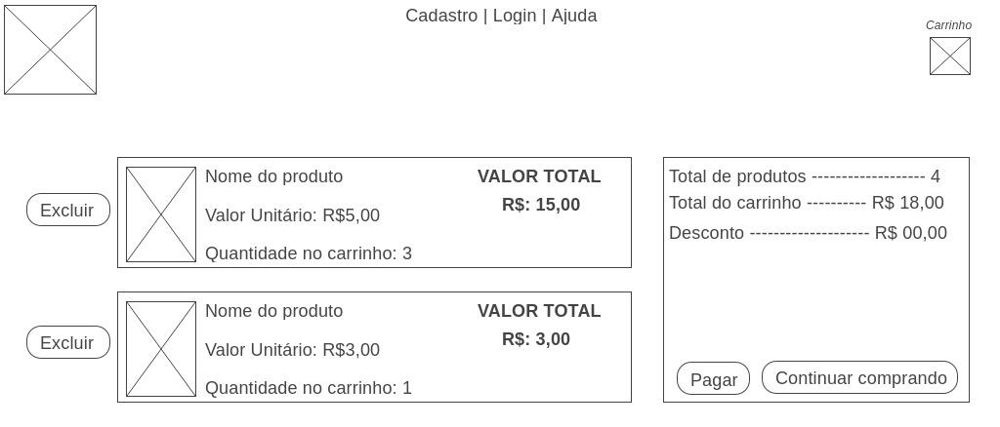 Cadastro | Login | Ajuda
Carrinho
Excluir
Nome do produto
Valor Unitário: R$5,00
Quantidade no carrinho: 3
VALOR TOTAL
R$: 15,00
Excluir
Nome do produto
Valor Unitário: R$3,00
Quantidade no carrinho: 1
VALOR TOTAL
R$: 3,00
Total de produtos ------------------- 4
Total do carrinho ---------- R$ 18,00
Desconto -------------------- R$ 00,00
Pagar
Continuar comprando